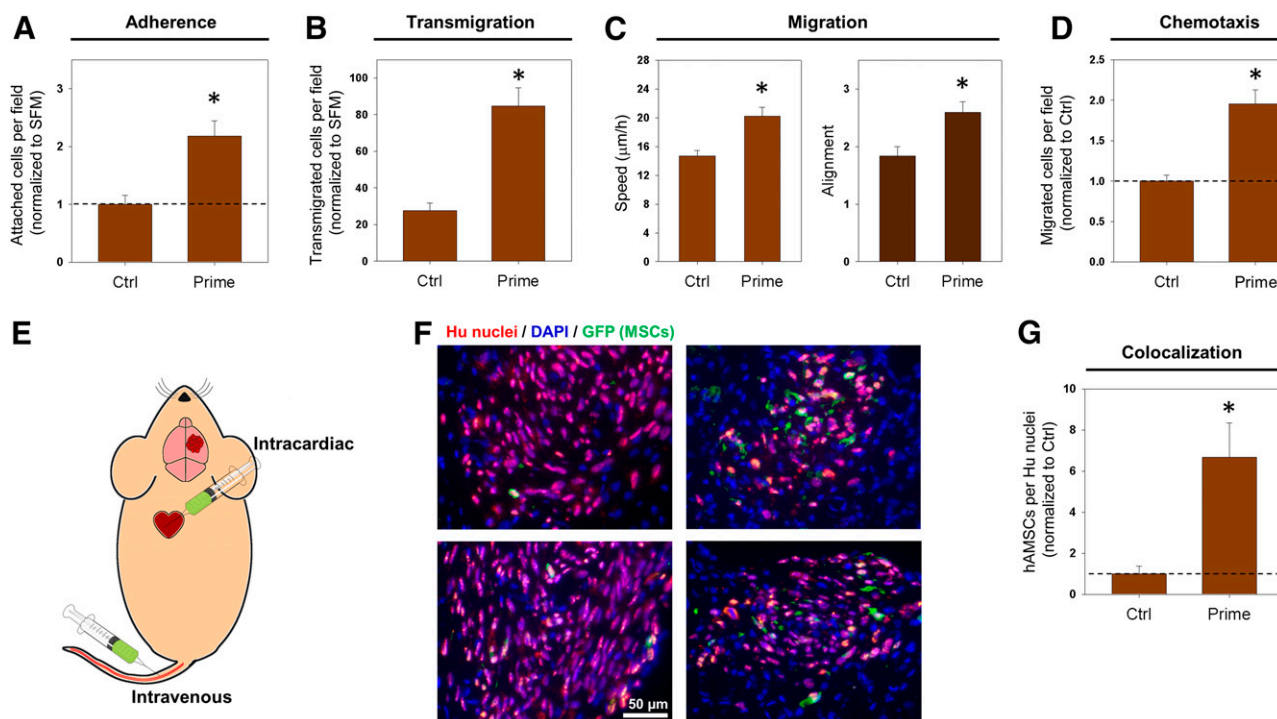 A
Adherence
Attached cells per field
(normalized to SFM)
3
2
1
0
*
Ctrl
Prime
B
Transmigration
Transmigrated cells per field
(normalized to SFM)
100
80
60
40
20
0
*
Ctrl
Prime
C
Migration
Speed (μm/h)
28
24
20
16
12
8
4
0
*
Ctrl
Prime
Alignment
3
2
1
0
*
Ctrl
Prime
D
Chemotaxis
Migrated cells per field
(normalized to Ctrl)
2.5
2.0
1.5
1.0
0.5
0.0
*
Ctrl
Prime
E
Intracardiac
Intravenous
F
Hu nuclei / DAPI / GFP (MSCs)
50 μm
G
Colocalization
hAMSCs per Hu nuclei
(normalized to Ctrl)
10
8
6
4
2
0
*
Ctrl
Prime